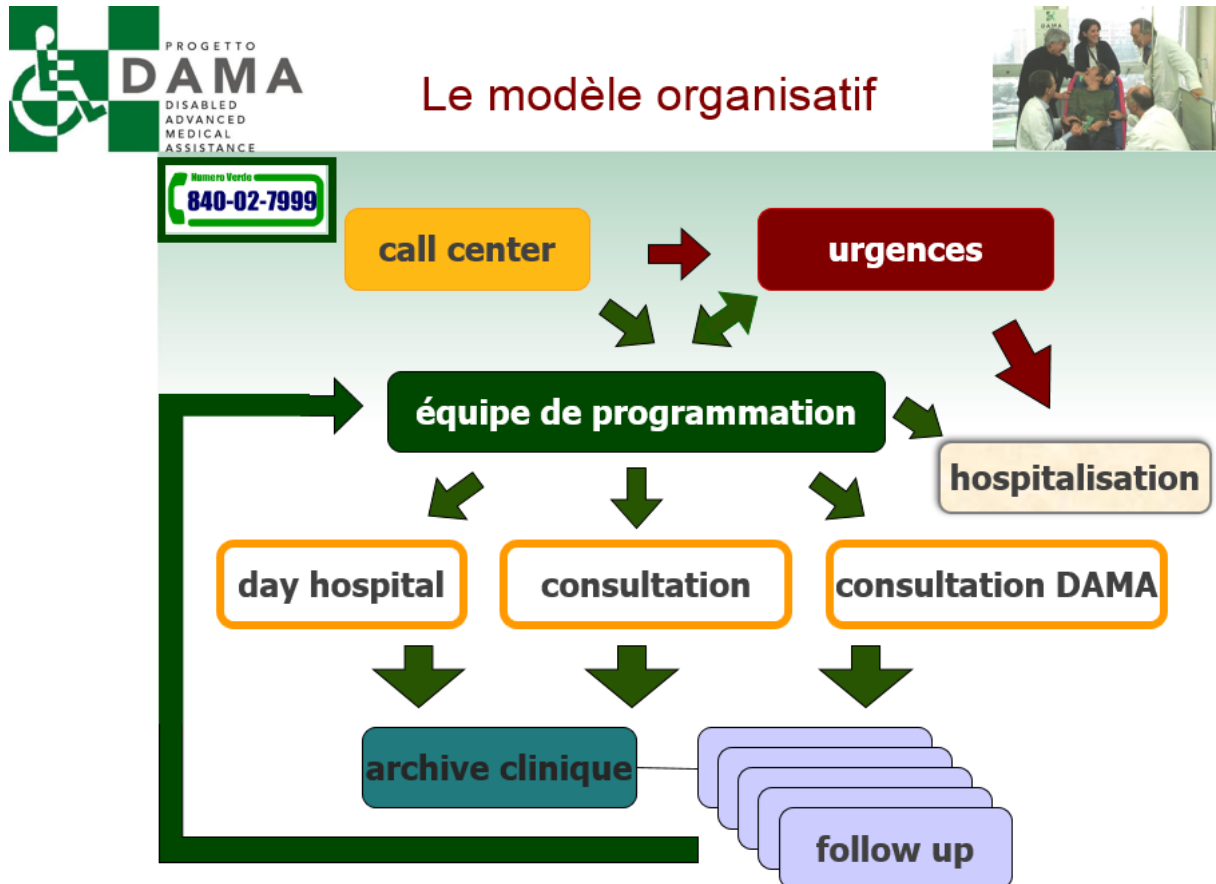 PROGETTO
DAMA
DISABLED
ADVANCED
MEDICAL
ASSISTANCE
Le modèle organisatif
DAMA
Numero Verde
840-02-7999
call center
urgences
équipe de programmation
hospitalisation
day hospital
consultation
consultation DAMA
archive clinique
follow up